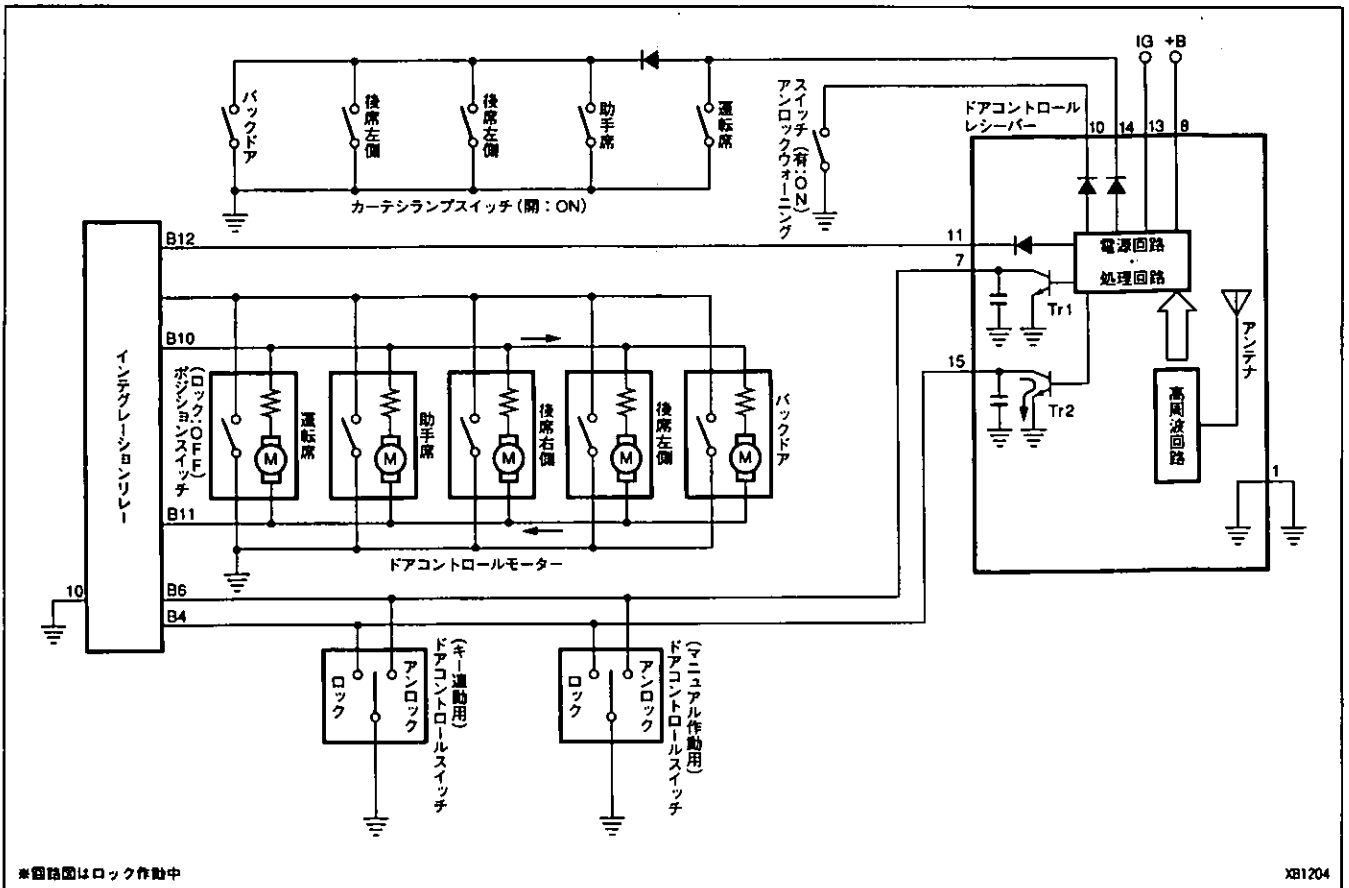 IG +B
バックドア
後席左側
後席左側
助手席
運転席
スイッチ(有:ON)
アンロックウォーニング
ドアコントロール
レシーバー
10 14 13 8
カーテシランプスイッチ(開:ON)
B12
11
7
電源回路
処理回路
Tr1
B10
15
Tr2
高周波回路
アンテナ
1
インテグレーションリレー
(ロック:OFF)
ポジションスイッチ
運転席
助手席
後席右側
後席左側
バックドア
M M M M M
B11
ドアコントロールモーター
10
B6
B4
ロック
アンロック
(キー連動用)
ドアコントロールスイッチ
ロック
アンロック
(マニュアル作動用)
ドアコントロールスイッチ
※回路図はロック作動中
XB1204